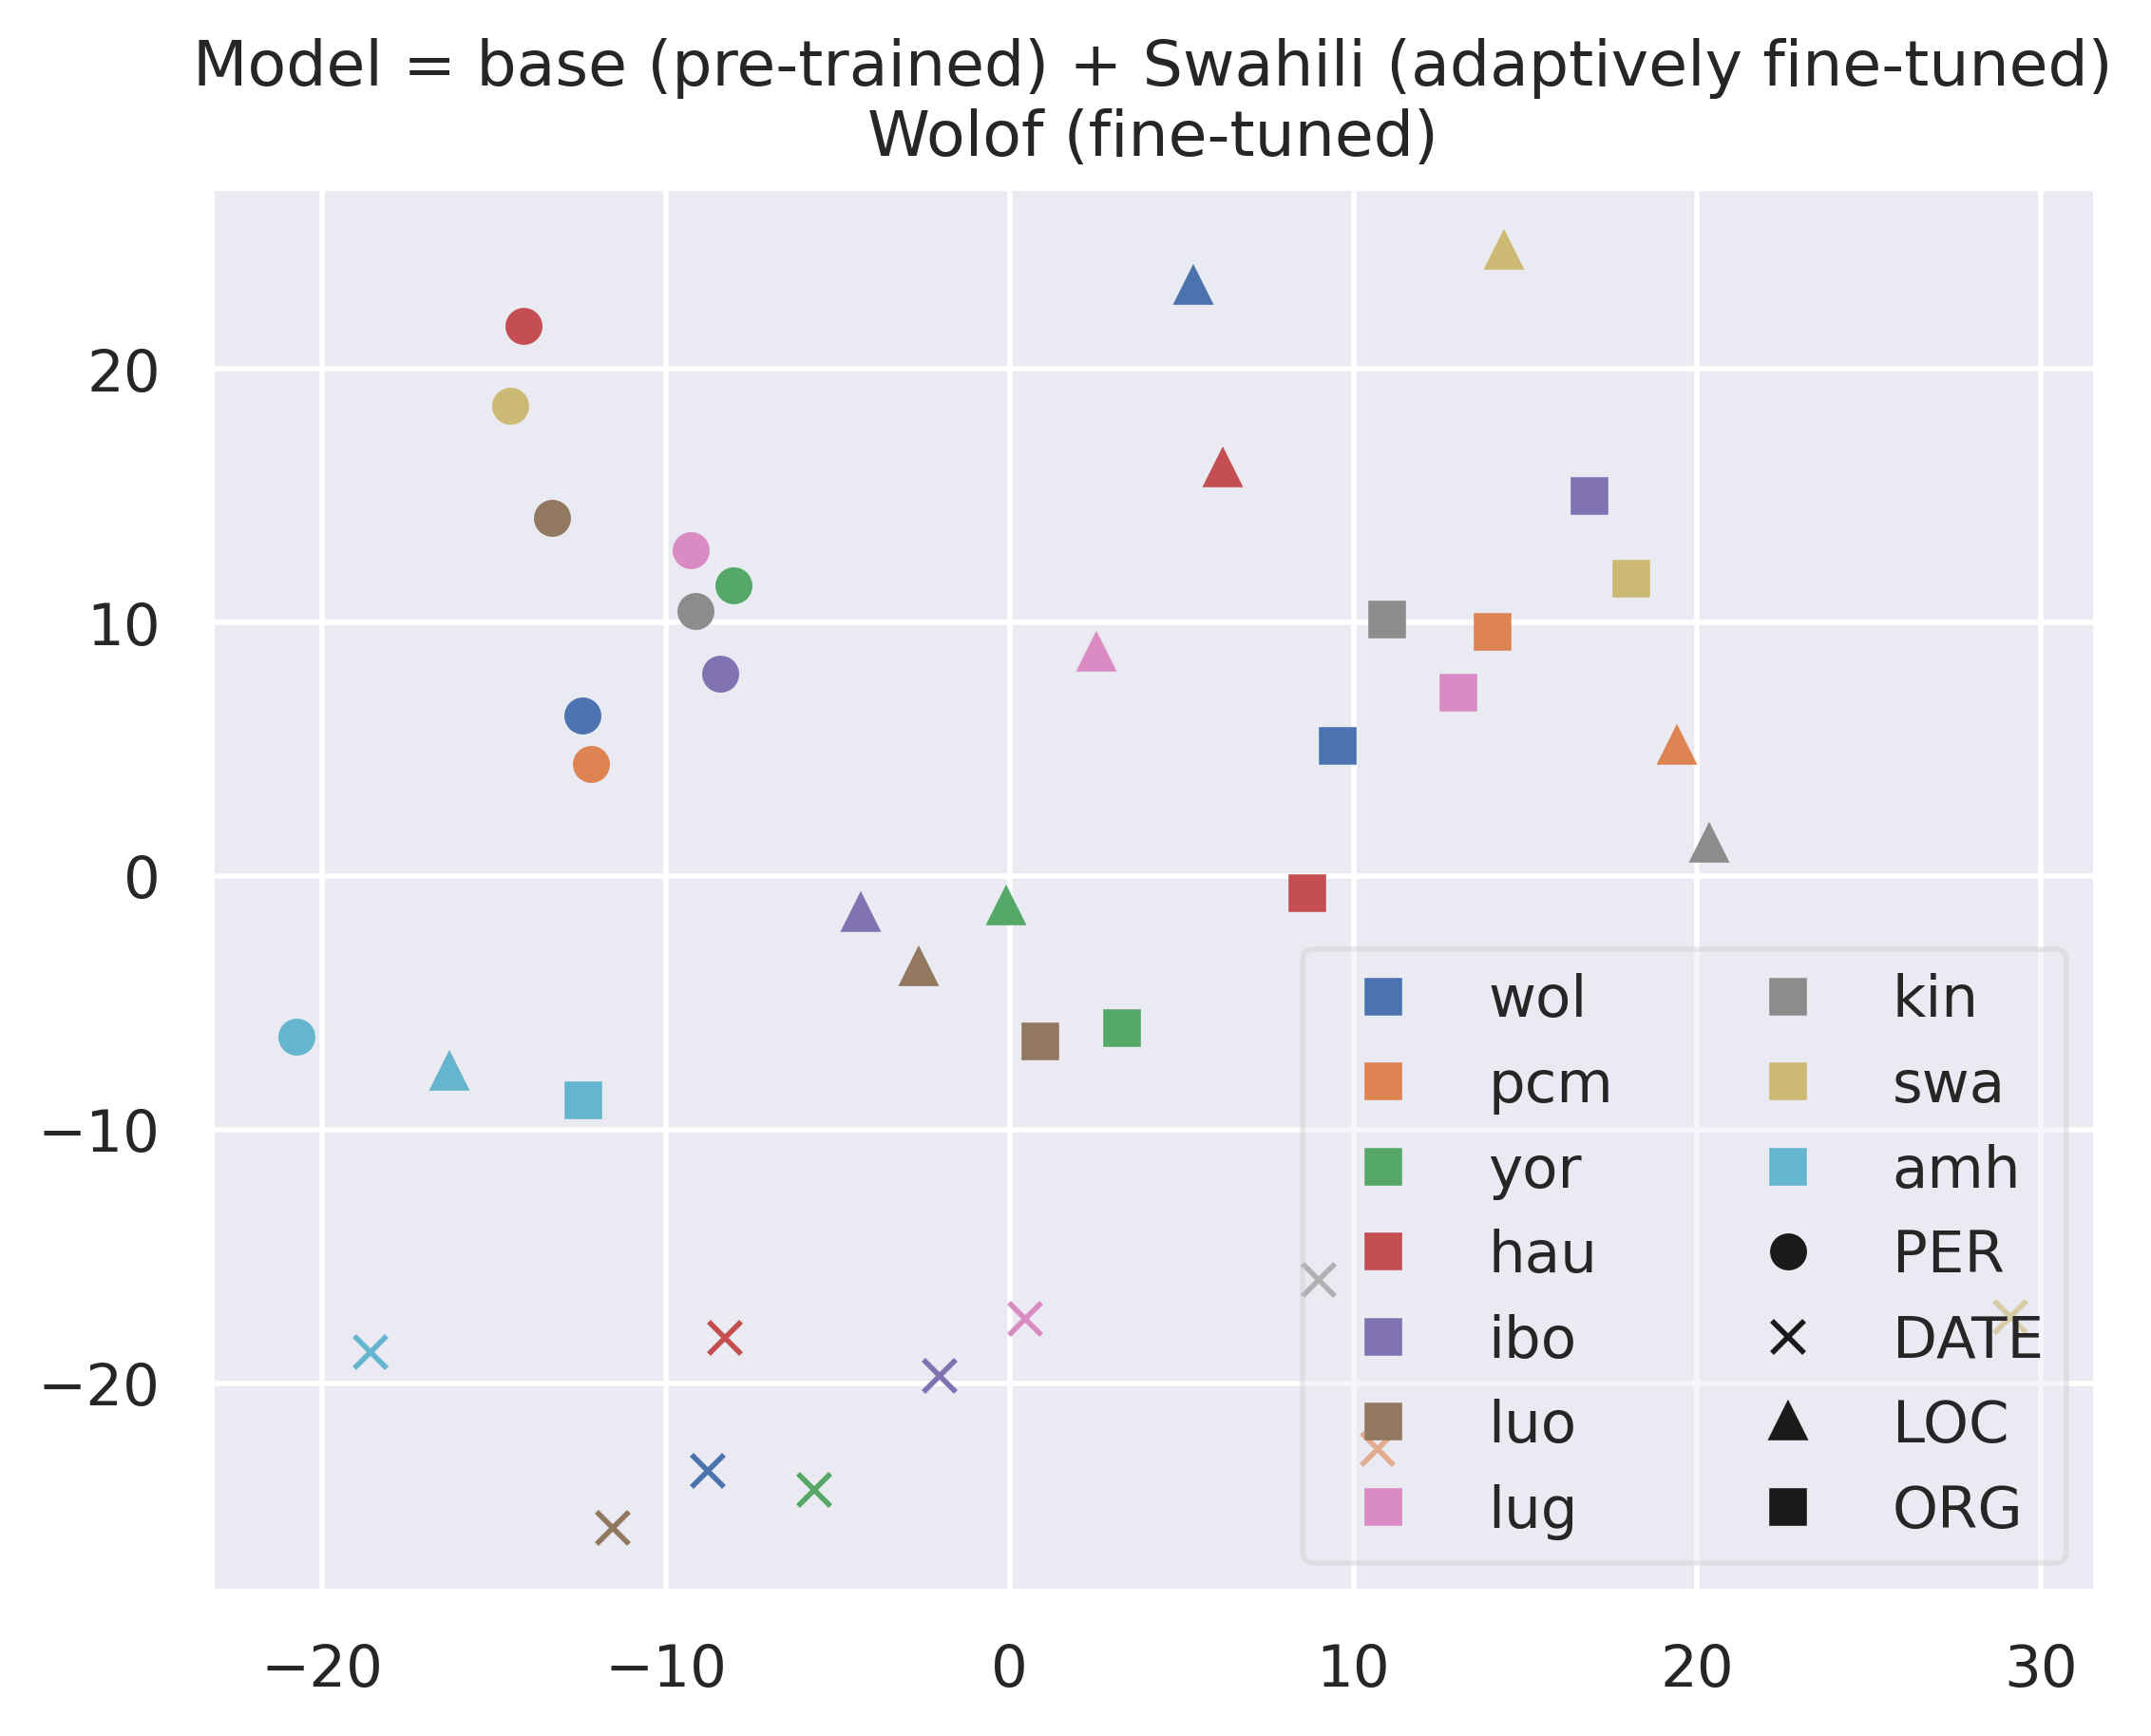 Model = base (pre-trained) + Swahili (adaptively fine-tuned)
Wolof (fine-tuned)
20
10
0
−10
−20
−20
−10
0
10
20
30
wol
pcm
yor
hau
ibo
luo
lug
kin
swa
amh
PER
DATE
LOC
ORG